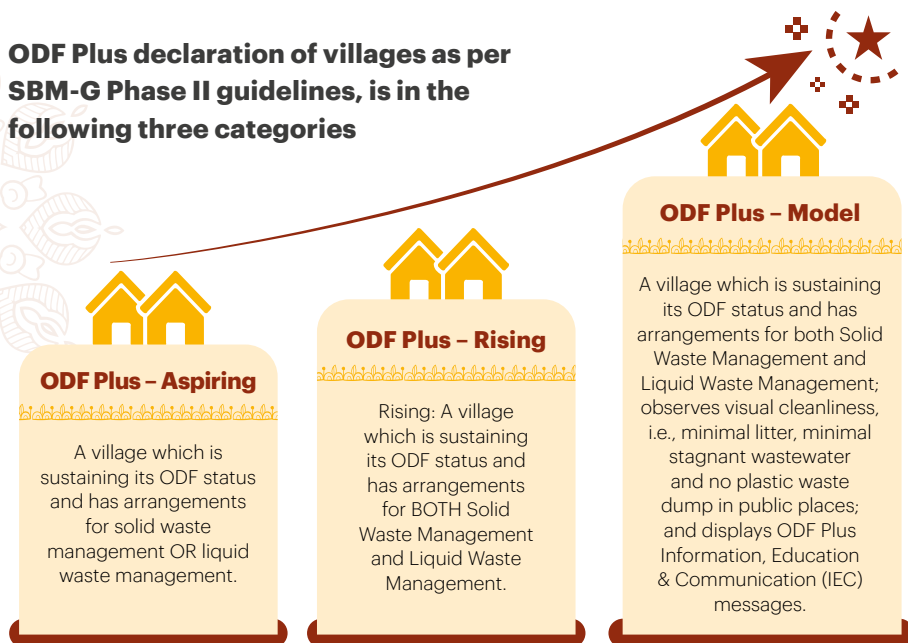 ODF Plus declaration of villages as per
SBM-G Phase II guidelines, is in the
following three categories
ODF Plus – Aspiring
A village which is
sustaining its ODF status
and has arrangements
for solid waste
management OR liquid
waste management.
ODF Plus – Rising
Rising: A village
which is sustaining
its ODF status and
has arrangements
for BOTH Solid
Waste Management
and Liquid Waste
Management.
ODF Plus – Model
A village which is sustaining
its ODF status and has
arrangements for both Solid
Waste Management and
Liquid Waste Management;
observes visual cleanliness,
i.e., minimal litter, minimal
stagnant wastewater
and no plastic waste
dump in public places;
and displays ODF Plus
Information, Education
& Communication (IEC)
messages.